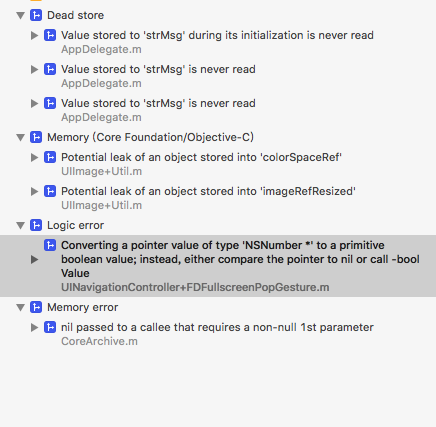 Dead store
Value stored to 'strMsg' during its initialization is never read
AppDelegate.m
Value stored to 'strMsg' is never read
AppDelegate.m
Value stored to 'strMsg' is never read
AppDelegate.m
Memory (Core Foundation/Objective-C)
Potential leak of an object stored into 'colorSpaceRef'
UIImage+Util.m
Potential leak of an object stored into 'imageRefResized'
UIImage+Util.m
Logic error
Converting a pointer value of type 'NSNumber *' to a primitive
boolean value; instead, either compare the pointer to nil or call -bool
Value
UINavigationController+FDFullscreenPopGesture.m
Memory error
nil passed to a callee that requires a non-null 1st parameter
CoreArchive.m